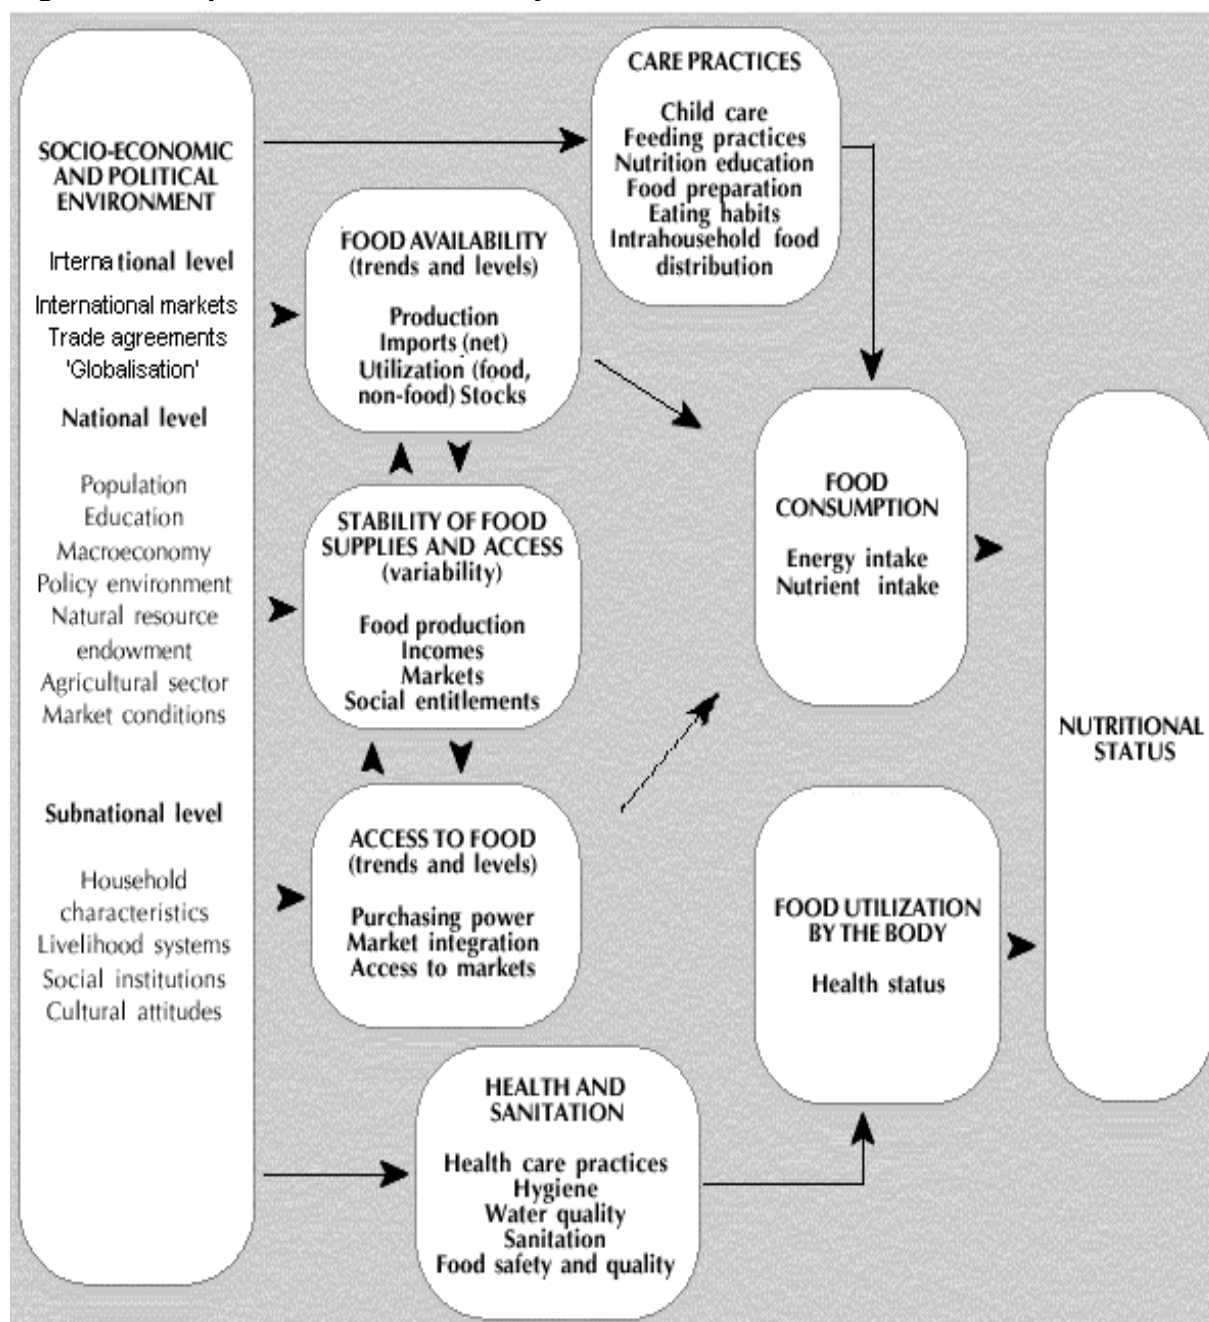 SOCIO-ECONOMIC
AND POLITICAL
ENVIRONMENT
Irternational level
International markets
Trade agreements
'Globalisation'
National level
Population
Education
Macroeconomy
Policy environment
Natural resource
endowment
Agricultural sector
Market conditions
Subnational level
Household
characteristics
Livelihood systems
Social institutions
Cultural attitudes
CARE PRACTICES
Child care
Feeding practices
Nutrition education
Food preparation
Eating habits
Intrahousehold food
distribution
FOOD AVAILABILITY
(trends and levels)
Production
Imports (net)
Utilization (food,
non-food) Stocks
STABILITY OF FOOD
SUPPLIES AND ACCESS
(variability)
Food production
Incomes
Markets
Social entitlements
ACCESS TO FOOD
(trends and levels)
Purchasing power
Market integration
Access to markets
HEALTH AND
SANITATION
Health care practices
Hygiene
Water quality
Sanitation
Food safety and quality
FOOD
CONSUMPTION
Energy intake
Nutrient intake
FOOD UTILIZATION
BY THE BODY
Health status
NUTRITIONAL
STATUS